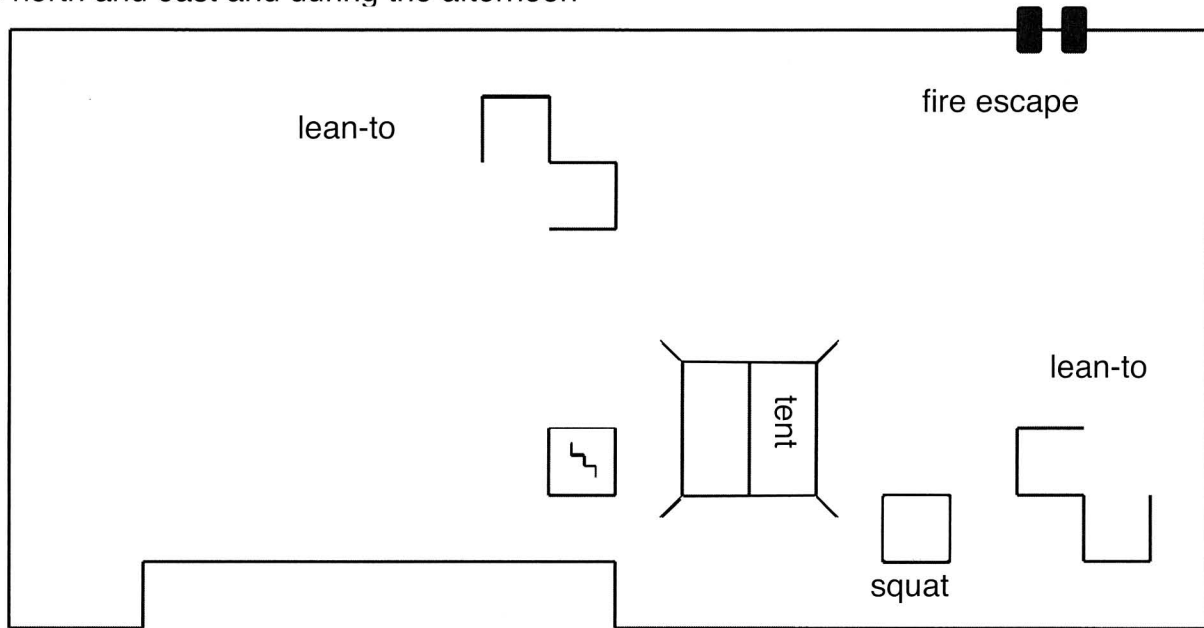 north and east and during the afternoon
fire escape
lean-to
lean-to
tent
squat